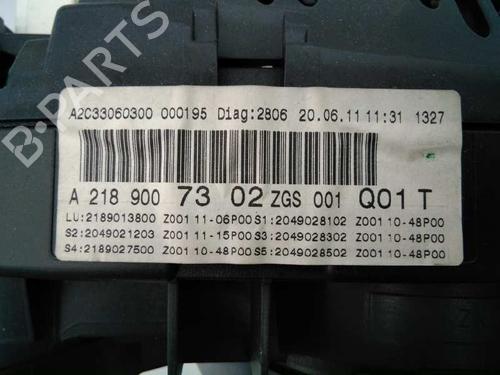 B-PARTS
A2C33060300 000195 Diag:2806 20.06.11 11:31 1327
A 218 900 73 02 ZGS 001 Q01 T
LU:2189013800 Z001 11-06P00 S1:2049028102 Z001 10-48P00
S2:2049021203 Z001 11-15P00 S3:2049028302 Z001 10-48P00
S4:2189027500 Z001 10-48P00 S5:2049028502 Z001 10-48P00